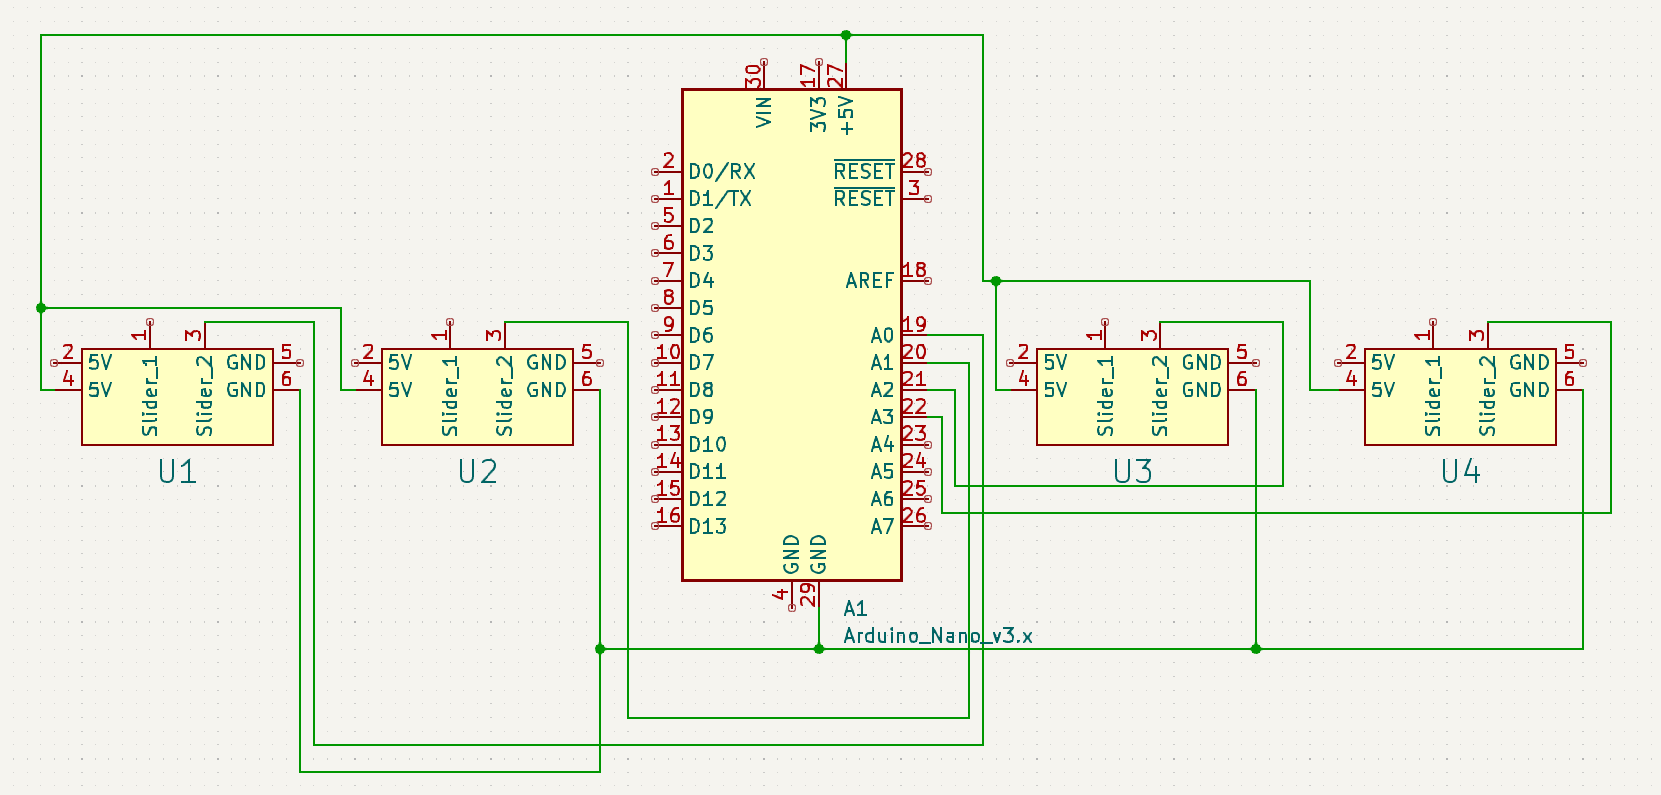 30
17
27
VIN
3V3
+5V
2 D0/RX
RESET 28
1 D1/TX
RESET 3
5 D2
6 D3
7 D4
AREF 18
8 D5
9 D6
A0 19
10 D7
A1 20
11 D8
A2 21
12 D9
A3 22
13 D10
A4 23
14 D11
A5 24
15 D12
A6 25
16 D13
A7 26
GND
GND
4
29
A1
Arduino_Nano_v3.x
1
3
2 5V
GND 5
4 5V
GND 6
Slider_1
Slider_2
U1
1
3
2 5V
GND 5
4 5V
GND 6
Slider_1
Slider_2
U2
1
3
2 5V
GND 5
4 5V
GND 6
Slider_1
Slider_2
U3
1
3
2 5V
GND 5
4 5V
GND 6
Slider_1
Slider_2
U4